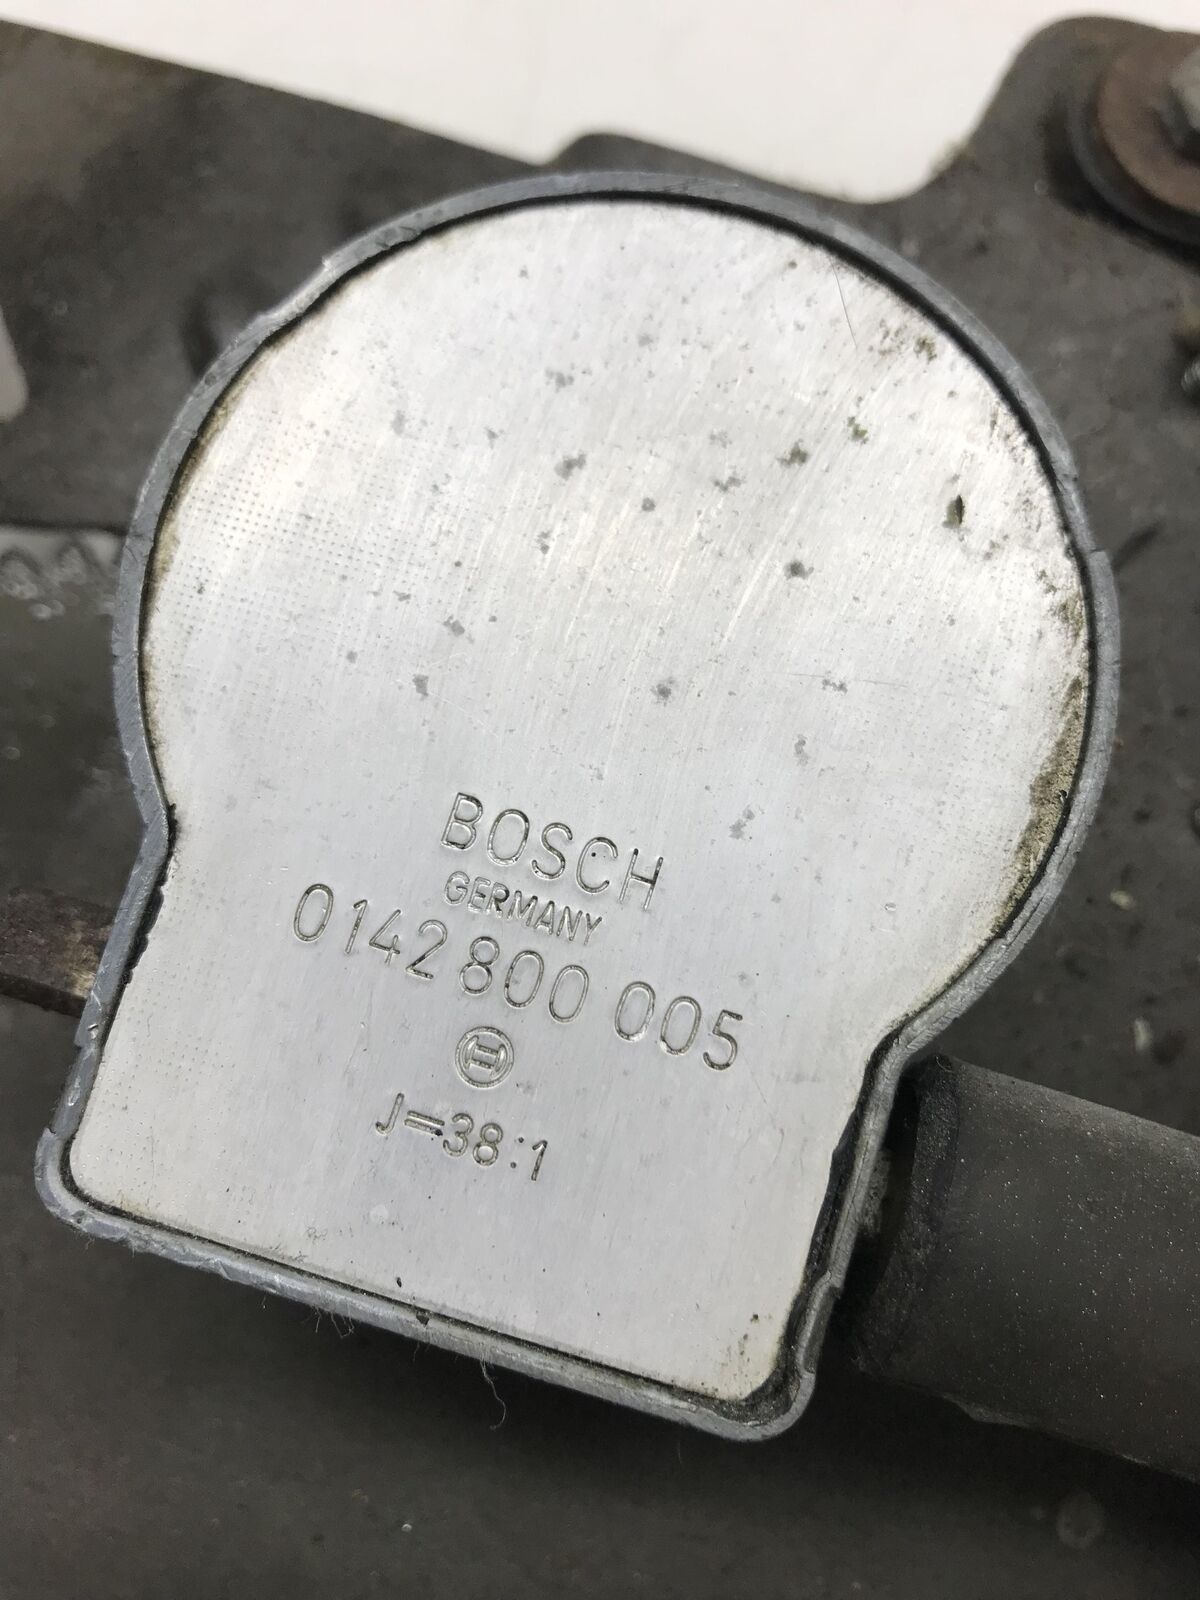 BOSCH
GERMANY
0142 800 005
J=38:1